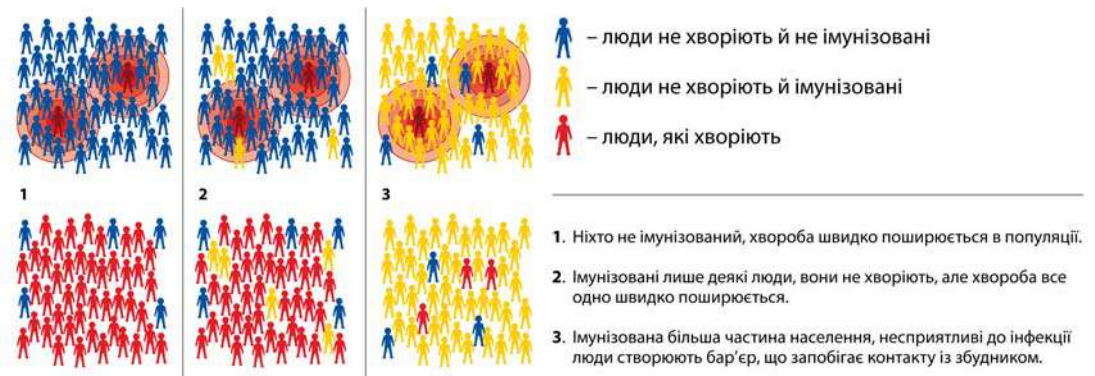 – люди не хворіють й не імунізовані
– люди не хворіють й імунізовані
– люди, які хворіють
1
2
3
1. Ніхто не імунізований, хвороба швидко поширюється в популяції.
2. Імунізовані лише деякі люди, вони не хворіють, але хвороба все
одно швидко поширюється.
3. Імунізована більша частина населення, несприятливі до інфекції
люди створюють бар’єр, що запобігає контакту із збудником.